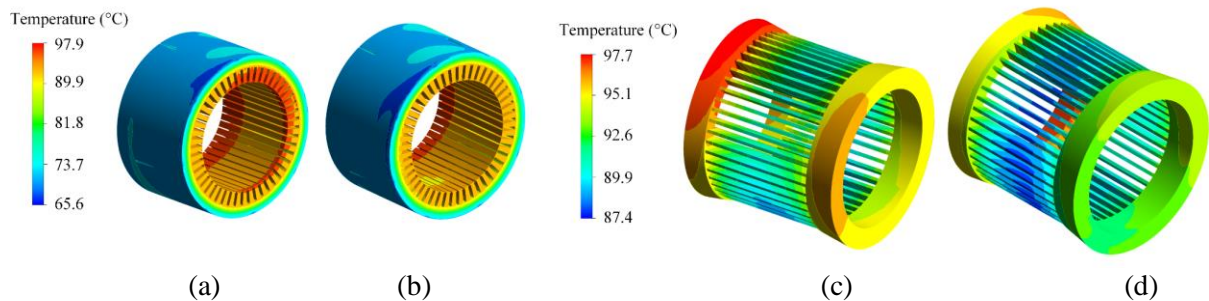 Temperature (°C)
97.9
89.9
81.8
73.7
65.6
Temperature (°C)
97.7
95.1
92.6
89.9
87.4
(a)
(b)
(c)
(d)